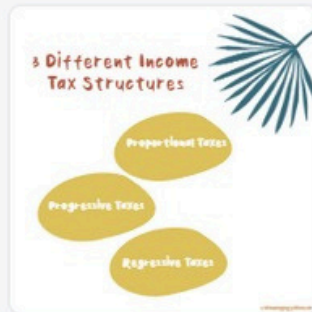 3 Different Income
Tax Structures
Proportional Taxes
Progressive Taxes
Regressive Taxes